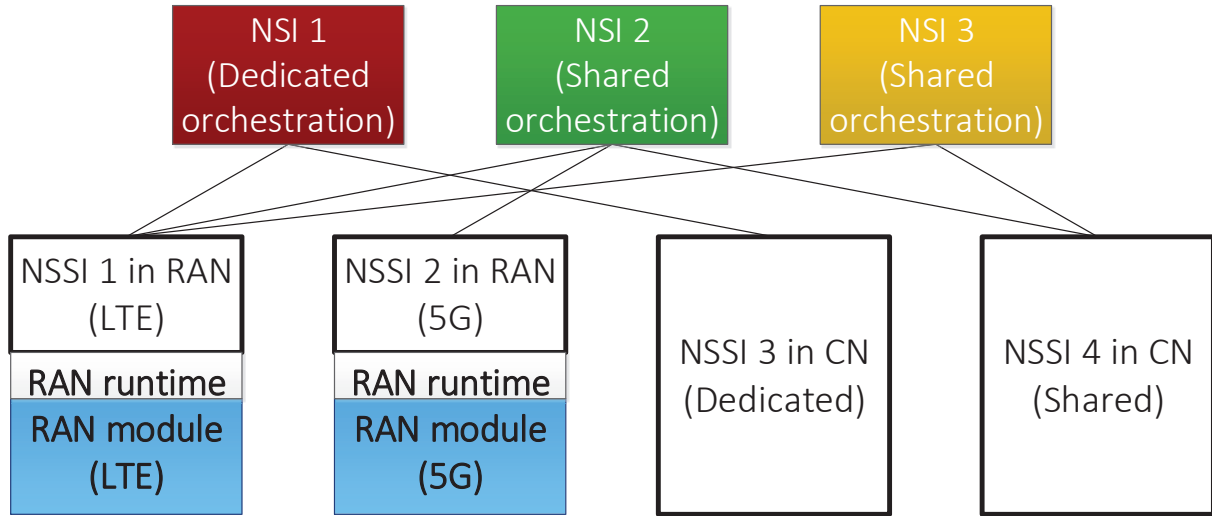 NSI 1
(Dedicated
orchestration)
NSI 2
(Shared
orchestration)
NSI 3
(Shared
orchestration)
NSSI 1 in RAN
(LTE)
RAN runtime
RAN module
(LTE)
NSSI 2 in RAN
(5G)
RAN runtime
RAN module
(5G)
NSSI 3 in CN
(Dedicated)
NSSI 4 in CN
(Shared)